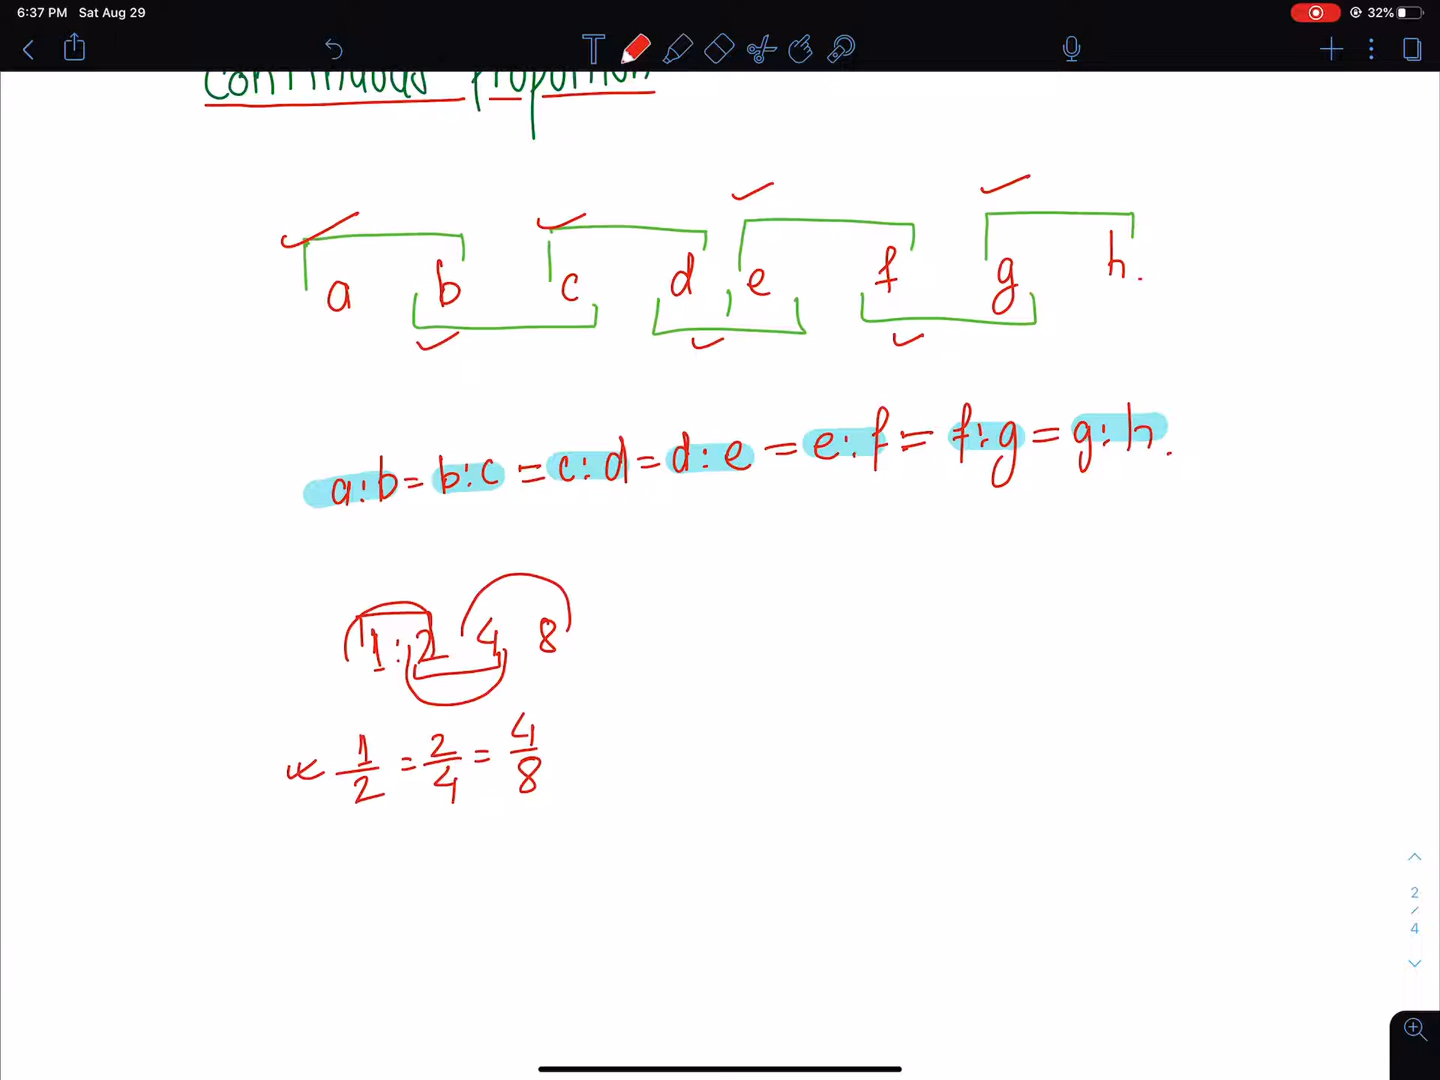 6:37 PM Sat Aug 29 32%
T
Continuous Proportion
a b c d e f g h.
a:b = b:c = c:d = d:e = e:f = f:g = g:h.
1:2 4 8
1/2 = 2/4 = 4/8
2
/
4